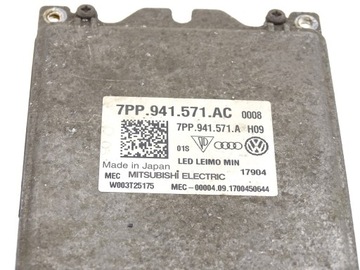 7PP.941.571.AC 0008
7PP.941.571.A H09
01S
LED LEIMO MIN
Made in Japan 17904
MEC MITSUBISHI ELECTRIC
W003T25175 MEC-00004.09.1700450644